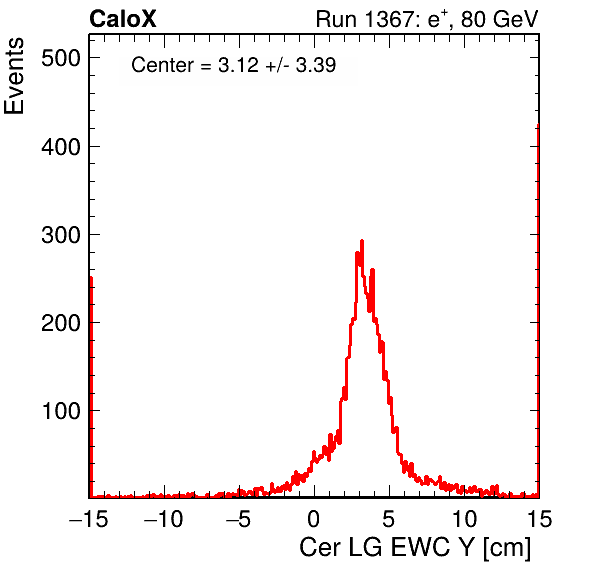 CaloX
Run 1367: e⁺, 80 GeV
Center = 3.12 +/- 3.39
Events
500
400
300
200
100
−15
−10
−5
0
5
10
15
Cer LG EWC Y [cm]